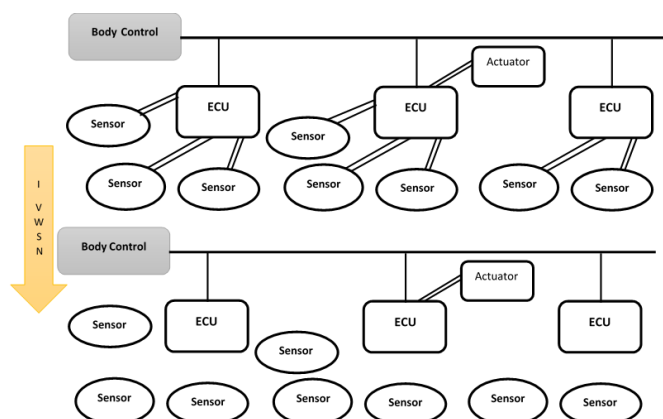 Body Control
Actuator
ECU
ECU
ECU
Sensor
Sensor
Sensor
Sensor
Sensor
Sensor
Sensor
Sensor
I
V
W
S
N
Body Control
Actuator
ECU
ECU
ECU
Sensor
Sensor
Sensor
Sensor
Sensor
Sensor
Sensor
Sensor